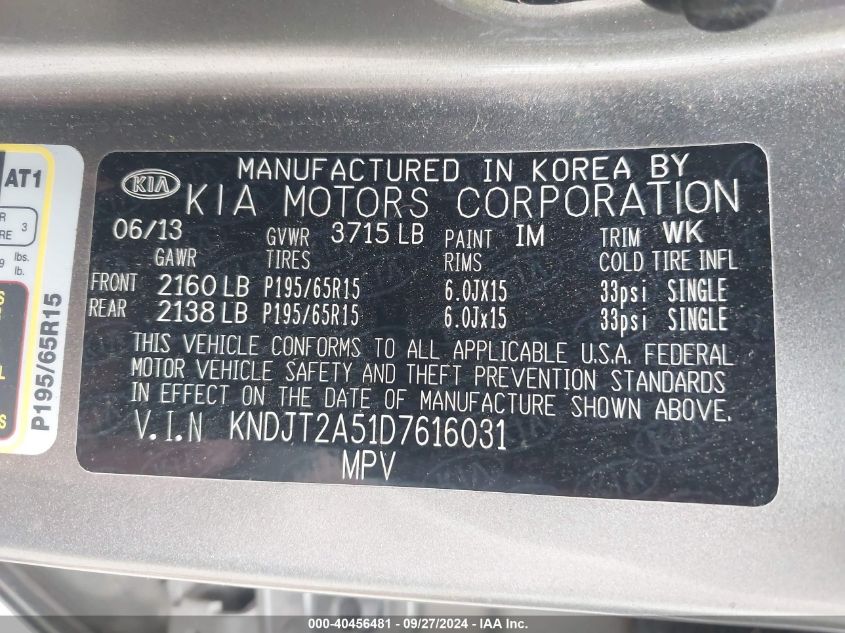 AT1
3
lbs.
lb.
P195/65R15
KIA
MANUFACTURED IN KOREA BY
KIA MOTORS CORPORATION
06/13 GVWR 3715 LB PAINT IM TRIM WK
GAWR TIRES RIMS COLD TIRE INFL
FRONT 2160 LB P195/65R15 6.0JX15 33psi SINGLE
REAR 2138 LB P195/65R15 6.0Jx15 33psi SINGLE
THIS VEHICLE CONFORMS TO ALL APPLICABLE U.S.A. FEDERAL
MOTOR VEHICLE SAFETY AND THEFT PREVENTION STANDARDS
IN EFFECT ON THE DATE OF MANUFACTURE SHOWN ABOVE.
V.I.N KNDJT2A51D7616031
MPV
000-40456481 - 09/27/2024 - IAA Inc.